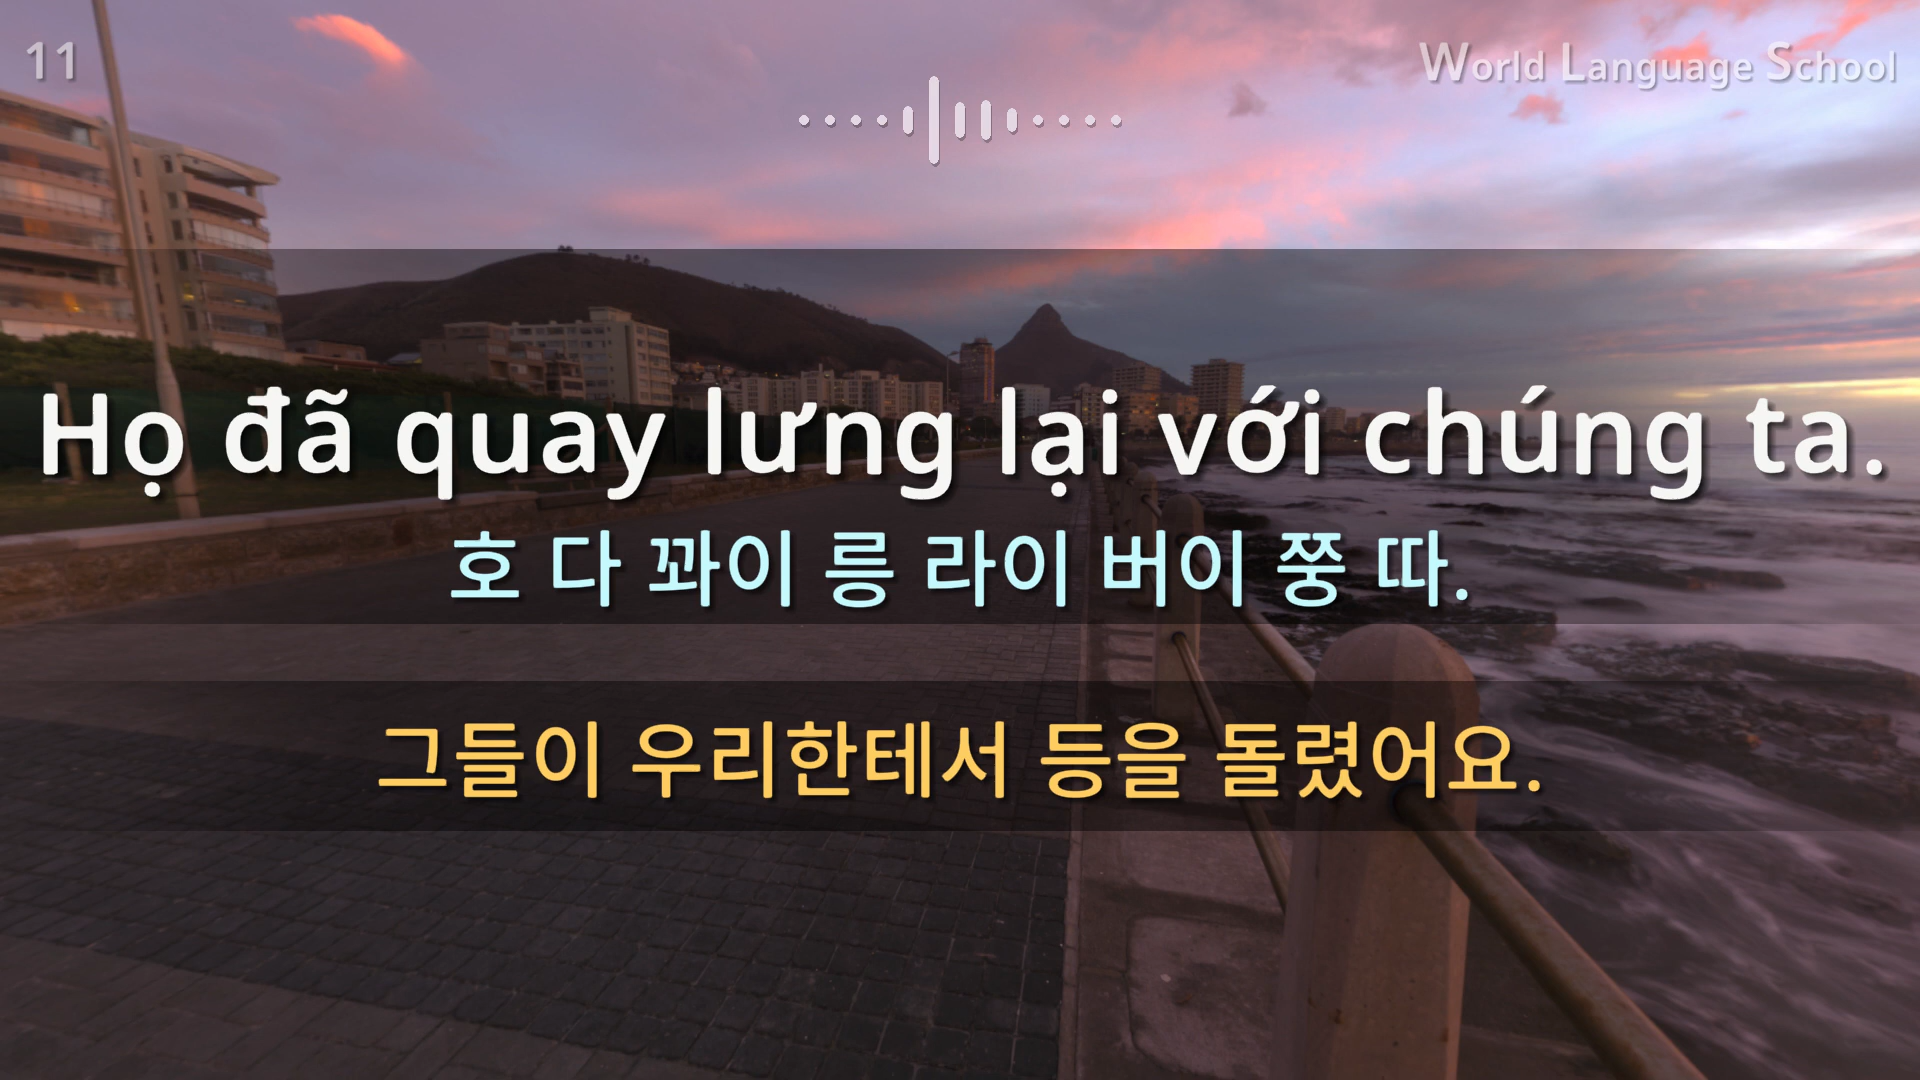 11
World Language School
Họ đã quay lưng lại với chúng ta.
호 다 꽈이 릉 라이 버이 쭝 따.
그들이 우리한테서 등을 돌렸어요.